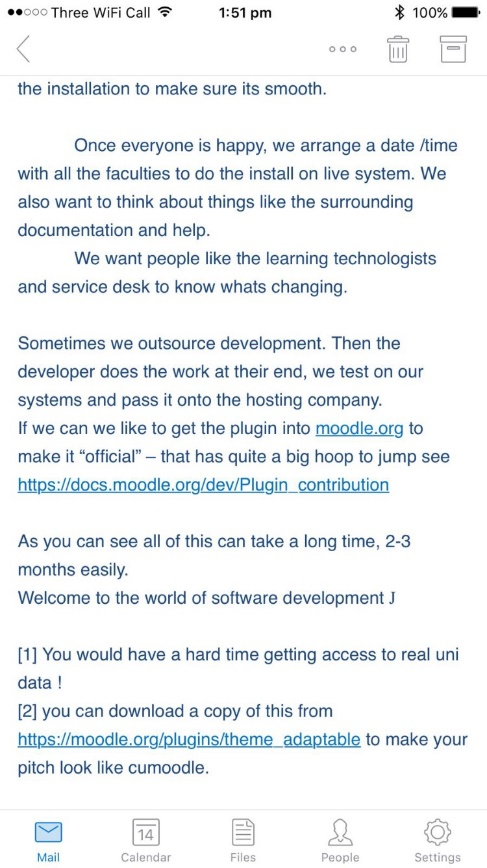 Three WiFi Call 1:51 pm 100%
the installation to make sure its smooth.
Once everyone is happy, we arrange a date /time
with all the faculties to do the install on live system. We
also want to think about things like the surrounding
documentation and help.
We want people like the learning technologists
and service desk to know whats changing.
Sometimes we outsource development. Then the
developer does the work at their end, we test on our
systems and pass it onto the hosting company.
If we can we like to get the plugin into moodle.org to
make it “official” – that has quite a big hoop to jump see
https://docs.moodle.org/dev/Plugin_contribution
As you can see all of this can take a long time, 2-3
months easily.
Welcome to the world of software development J
[1] You would have a hard time getting access to real uni
data !
[2] you can download a copy of this from
https://moodle.org/plugins/theme_adaptable to make your
pitch look like cumoodle.
14
Mail Calendar Files People Settings